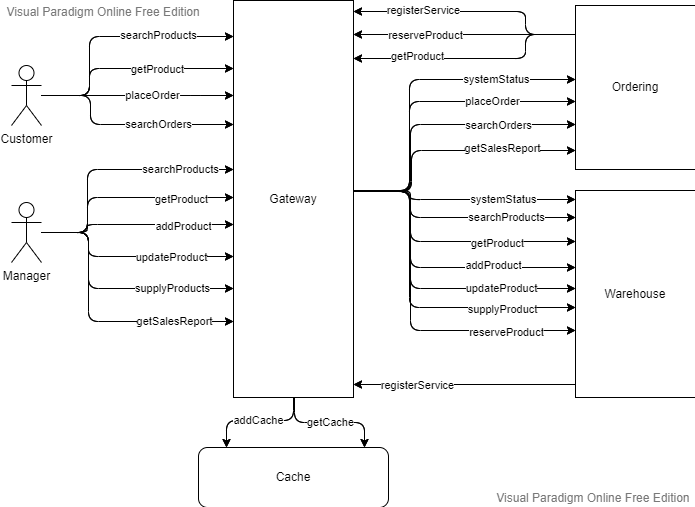 Visual Paradigm Online Free Edition
registerService
reserveProduct
getProduct
searchProducts
getProduct
placeOrder
searchOrders
Customer
systemStatus
placeOrder
searchOrders
getSalesReport
Ordering
searchProducts
getProduct
addProduct
updateProduct
supplyProducts
getSalesReport
Manager
Gateway
systemStatus
searchProducts
getProduct
addProduct
updateProduct
supplyProduct
reserveProduct
Warehouse
registerService
addCache
getCache
Cache
Visual Paradigm Online Free Edition